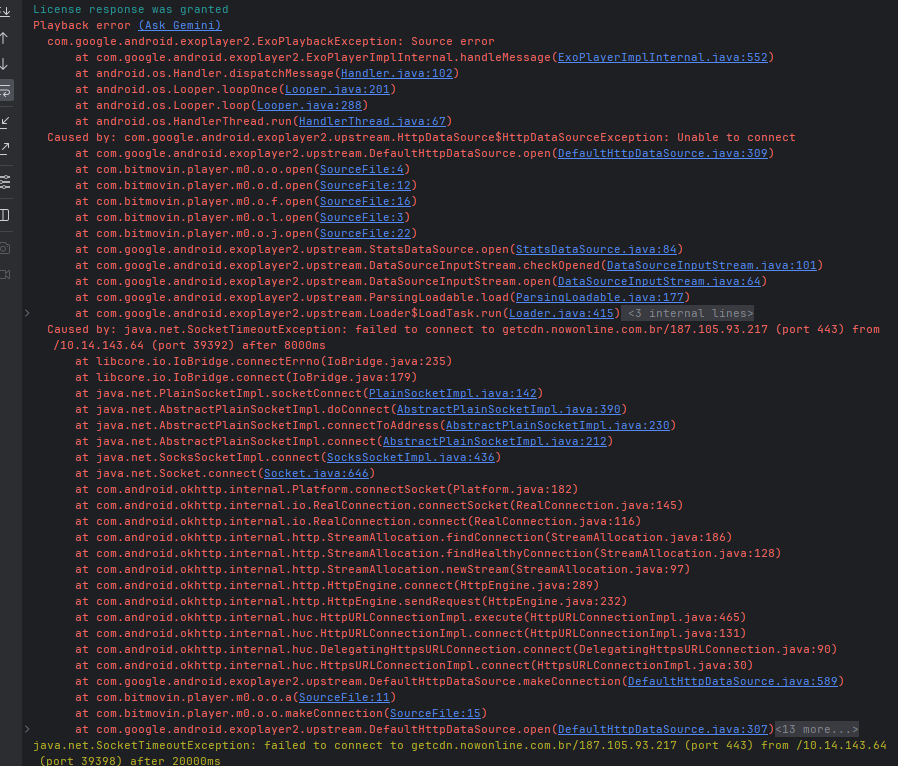 License response was granted
Playback error (Ask Gemini)
com.google.android.exoplayer2.ExoPlaybackException: Source error
at com.google.android.exoplayer2.ExoPlayerImplInternal.handleMessage(ExoPlayerImplInternal.java:552)
at android.os.Handler.dispatchMessage(Handler.java:102)
at android.os.Looper.loopOnce(Looper.java:201)
at android.os.Looper.loop(Looper.java:288)
at android.os.HandlerThread.run(HandlerThread.java:67)
Caused by: com.google.android.exoplayer2.upstream.HttpDataSource$HttpDataSourceException: Unable to connect
at com.google.android.exoplayer2.upstream.DefaultHttpDataSource.open(DefaultHttpDataSource.java:309)
at com.bitmovin.player.m0.o.o.open(SourceFile:4)
at com.bitmovin.player.m0.o.d.open(SourceFile:12)
at com.bitmovin.player.m0.o.f.open(SourceFile:16)
at com.bitmovin.player.m0.o.l.open(SourceFile:3)
at com.bitmovin.player.m0.o.j.open(SourceFile:22)
at com.google.android.exoplayer2.upstream.StatsDataSource.open(StatsDataSource.java:84)
at com.google.android.exoplayer2.upstream.DataSourceInputStream.checkOpened(DataSourceInputStream.java:101)
at com.google.android.exoplayer2.upstream.DataSourceInputStream.open(DataSourceInputStream.java:64)
at com.google.android.exoplayer2.upstream.ParsingLoadable.load(ParsingLoadable.java:177)
at com.google.android.exoplayer2.upstream.Loader$LoadTask.run(Loader.java:415) <3 internal lines>
Caused by: java.net.SocketTimeoutException: failed to connect to getcdn.nowonline.com.br/187.105.93.217 (port 443) from
/10.14.143.64 (port 39392) after 8000ms
at libcore.io.IoBridge.connectErrno(IoBridge.java:235)
at libcore.io.IoBridge.connect(IoBridge.java:179)
at java.net.PlainSocketImpl.socketConnect(PlainSocketImpl.java:142)
at java.net.AbstractPlainSocketImpl.doConnect(AbstractPlainSocketImpl.java:390)
at java.net.AbstractPlainSocketImpl.connectToAddress(AbstractPlainSocketImpl.java:230)
at java.net.AbstractPlainSocketImpl.connect(AbstractPlainSocketImpl.java:212)
at java.net.SocksSocketImpl.connect(SocksSocketImpl.java:436)
at java.net.Socket.connect(Socket.java:646)
at com.android.okhttp.internal.Platform.connectSocket(Platform.java:182)
at com.android.okhttp.internal.io.RealConnection.connectSocket(RealConnection.java:145)
at com.android.okhttp.internal.io.RealConnection.connect(RealConnection.java:116)
at com.android.okhttp.internal.http.StreamAllocation.findConnection(StreamAllocation.java:186)
at com.android.okhttp.internal.http.StreamAllocation.findHealthyConnection(StreamAllocation.java:128)
at com.android.okhttp.internal.http.StreamAllocation.newStream(StreamAllocation.java:97)
at com.android.okhttp.internal.http.HttpEngine.connect(HttpEngine.java:289)
at com.android.okhttp.internal.http.HttpEngine.sendRequest(HttpEngine.java:232)
at com.android.okhttp.internal.huc.HttpURLConnectionImpl.execute(HttpURLConnectionImpl.java:465)
at com.android.okhttp.internal.huc.HttpURLConnectionImpl.connect(HttpURLConnectionImpl.java:131)
at com.android.okhttp.internal.huc.DelegatingHttpsURLConnection.connect(DelegatingHttpsURLConnection.java:90)
at com.android.okhttp.internal.huc.HttpsURLConnectionImpl.connect(HttpsURLConnectionImpl.java:30)
at com.google.android.exoplayer2.upstream.DefaultHttpDataSource.makeConnection(DefaultHttpDataSource.java:589)
at com.bitmovin.player.m0.o.o.a(SourceFile:11)
at com.bitmovin.player.m0.o.o.makeConnection(SourceFile:15)
at com.google.android.exoplayer2.upstream.DefaultHttpDataSource.open(DefaultHttpDataSource.java:307)<13 more...>
java.net.SocketTimeoutException: failed to connect to getcdn.nowonline.com.br/187.105.93.217 (port 443) from /10.14.143.64
(port 39398) after 20000ms